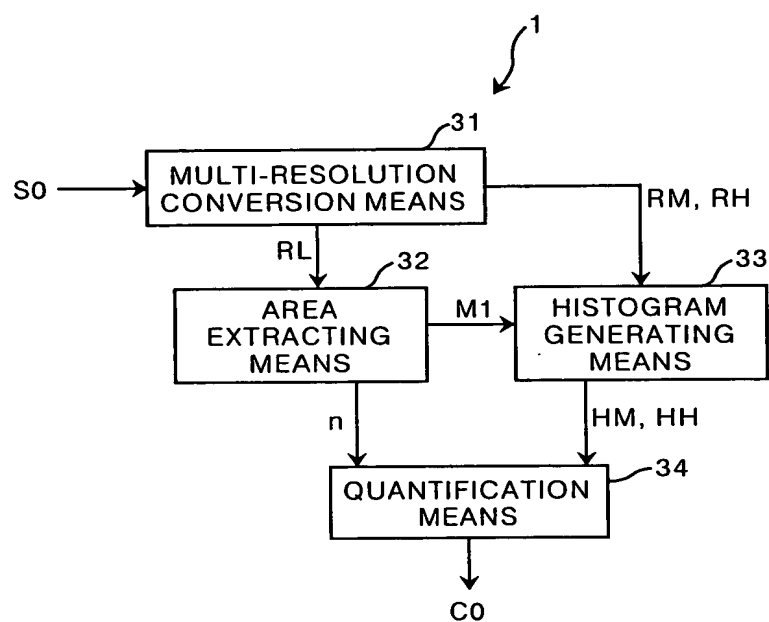 1
31
S0
MULTI-RESOLUTION
CONVERSION MEANS
RM, RH
RL
32
33
AREA
EXTRACTING
MEANS
M1
HISTOGRAM
GENERATING
MEANS
n
HM, HH
34
QUANTIFICATION
MEANS
C0